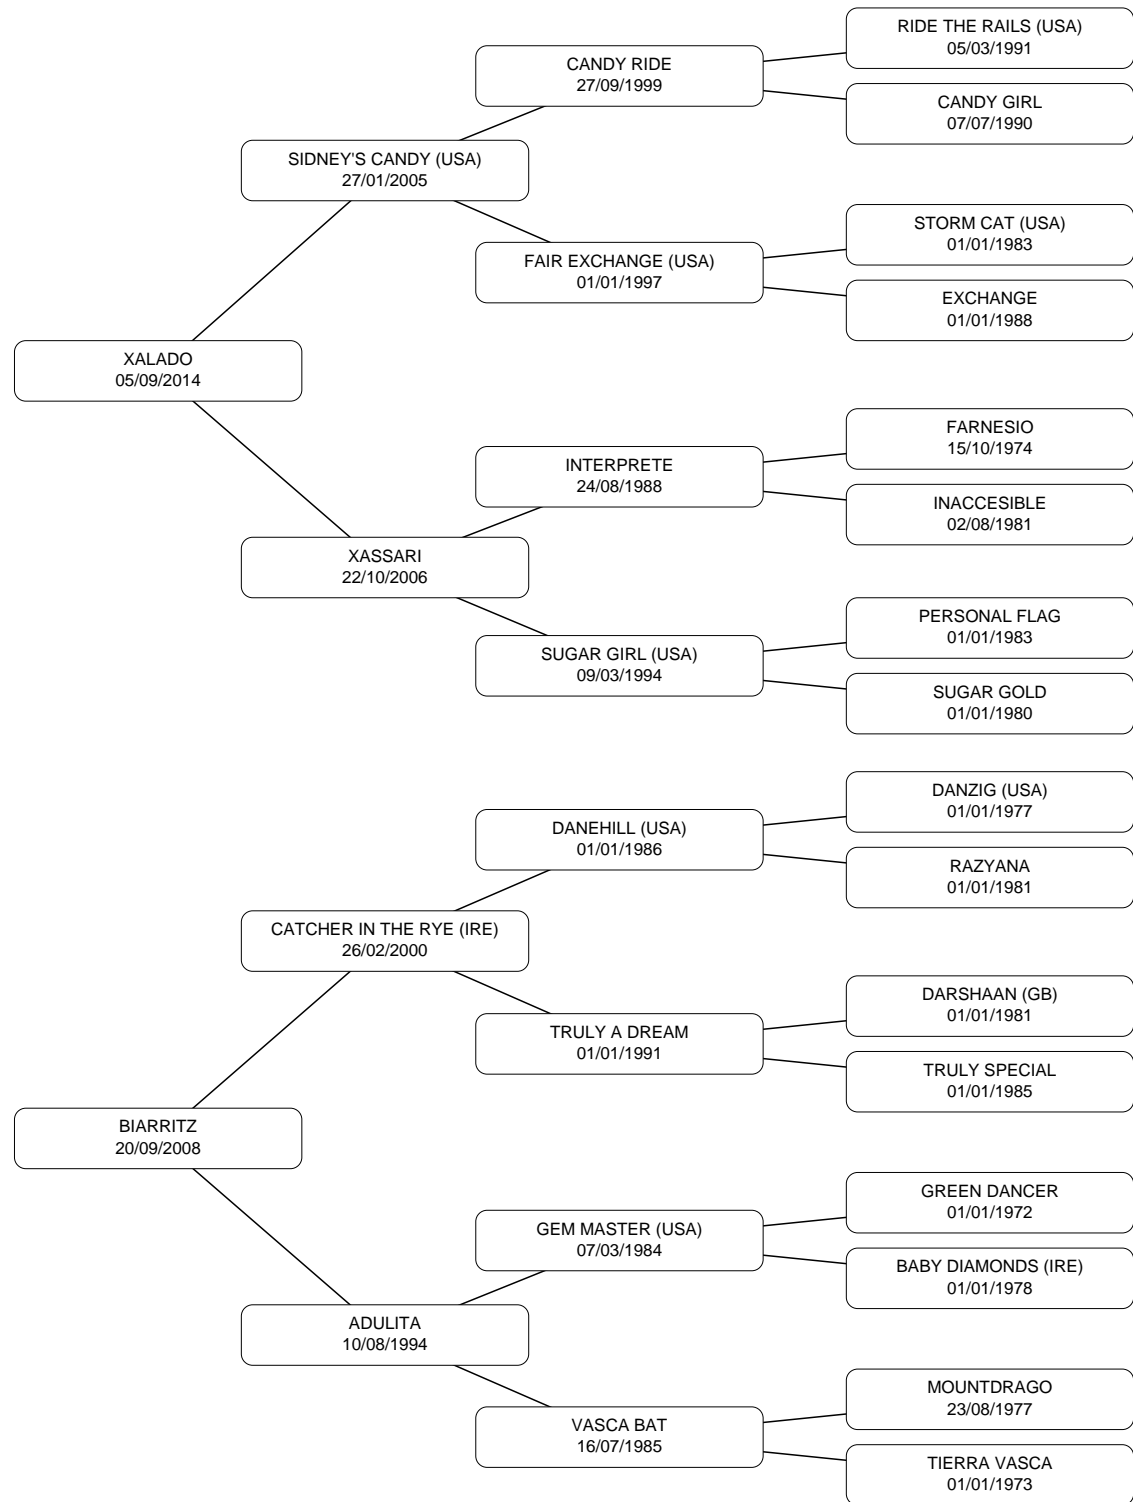 RIDE THE RAILS (USA)
05/03/1991
CANDY RIDE
27/09/1999
CANDY GIRL
07/07/1990
SIDNEY'S CANDY (USA)
27/01/2005
STORM CAT (USA)
01/01/1983
FAIR EXCHANGE (USA)
01/01/1997
EXCHANGE
01/01/1988
XALADO
05/09/2014
FARNESIO
15/10/1974
INTERPRETE
24/08/1988
INACCESIBLE
02/08/1981
XASSARI
22/10/2006
PERSONAL FLAG
01/01/1983
SUGAR GIRL (USA)
09/03/1994
SUGAR GOLD
01/01/1980
DANZIG (USA)
01/01/1977
DANEHILL (USA)
01/01/1986
RAZYANA
01/01/1981
CATCHER IN THE RYE (IRE)
26/02/2000
DARSHAAN (GB)
01/01/1981
TRULY A DREAM
01/01/1991
TRULY SPECIAL
01/01/1985
BIARRITZ
20/09/2008
GREEN DANCER
01/01/1972
GEM MASTER (USA)
07/03/1984
BABY DIAMONDS (IRE)
01/01/1978
ADULITA
10/08/1994
MOUNTDRAGO
23/08/1977
VASCA BAT
16/07/1985
TIERRA VASCA
01/01/1973